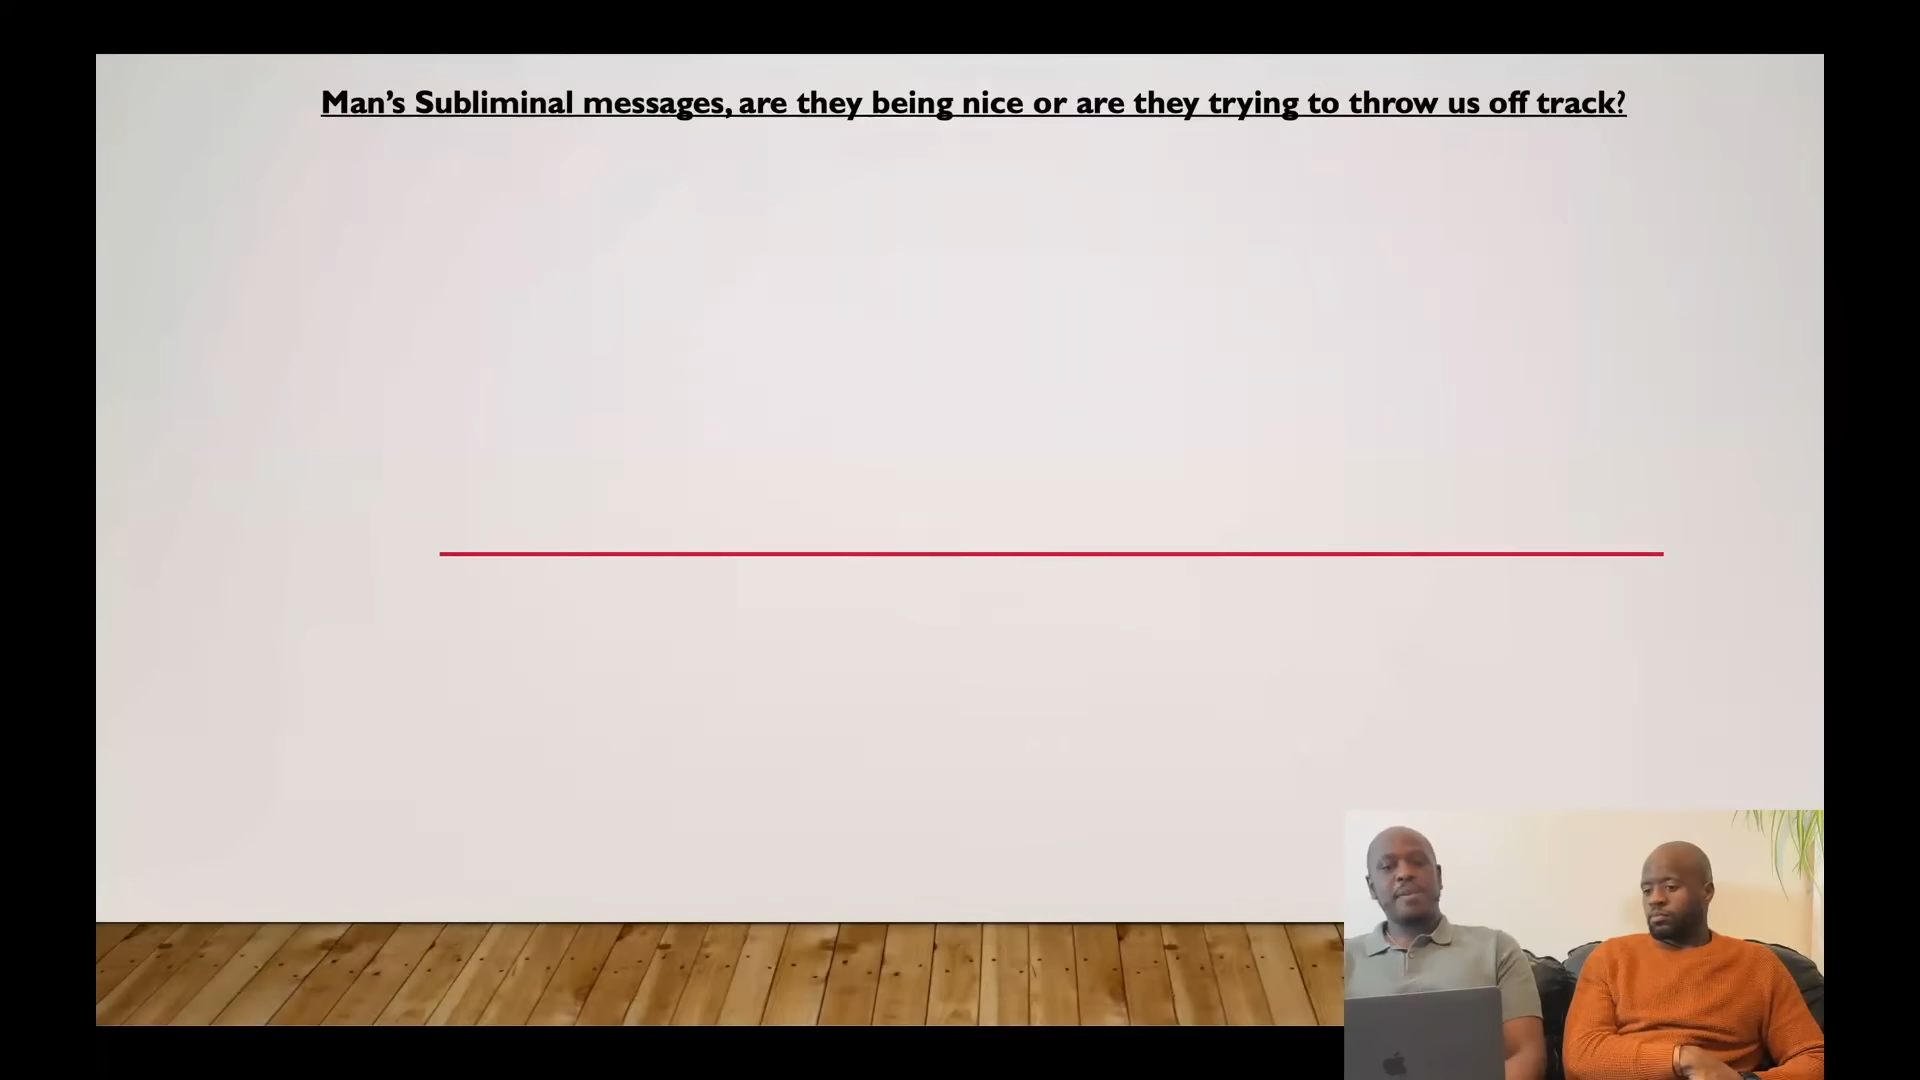 Man's Subliminal messages, are they being nice or are they trying to throw us off track?